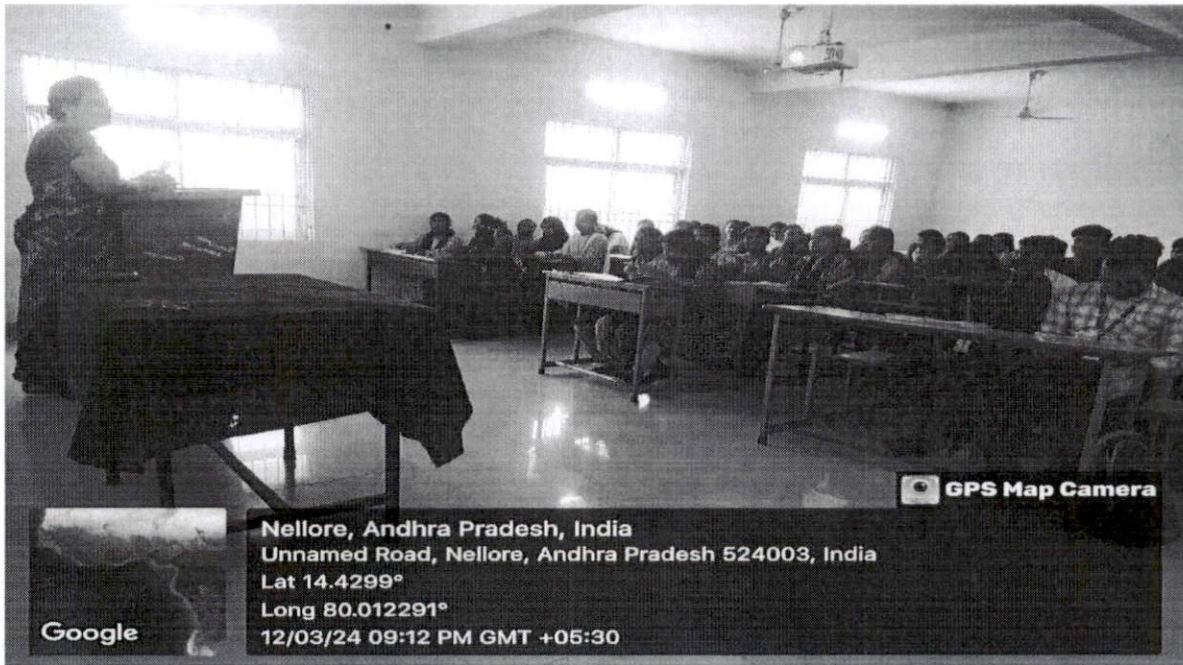 GPS Map Camera
Nellore, Andhra Pradesh, India
Unnamed Road, Nellore, Andhra Pradesh 524003, India
Lat 14.4299°
Long 80.012291°
12/03/24 09:12 PM GMT +05:30
Google